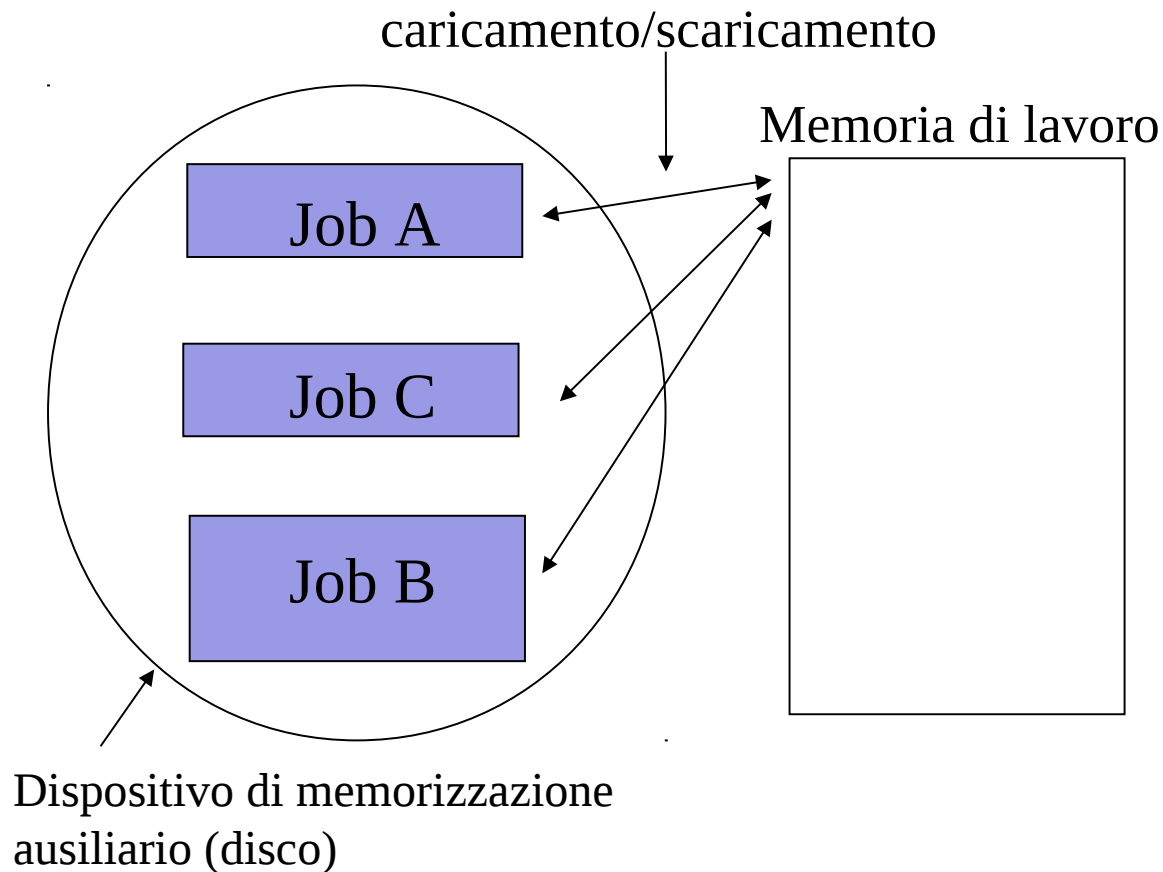 caricamento/scaricamento
Memoria di lavoro
Job A
Job C
Job B
Dispositivo di memorizzazione
ausiliario (disco)